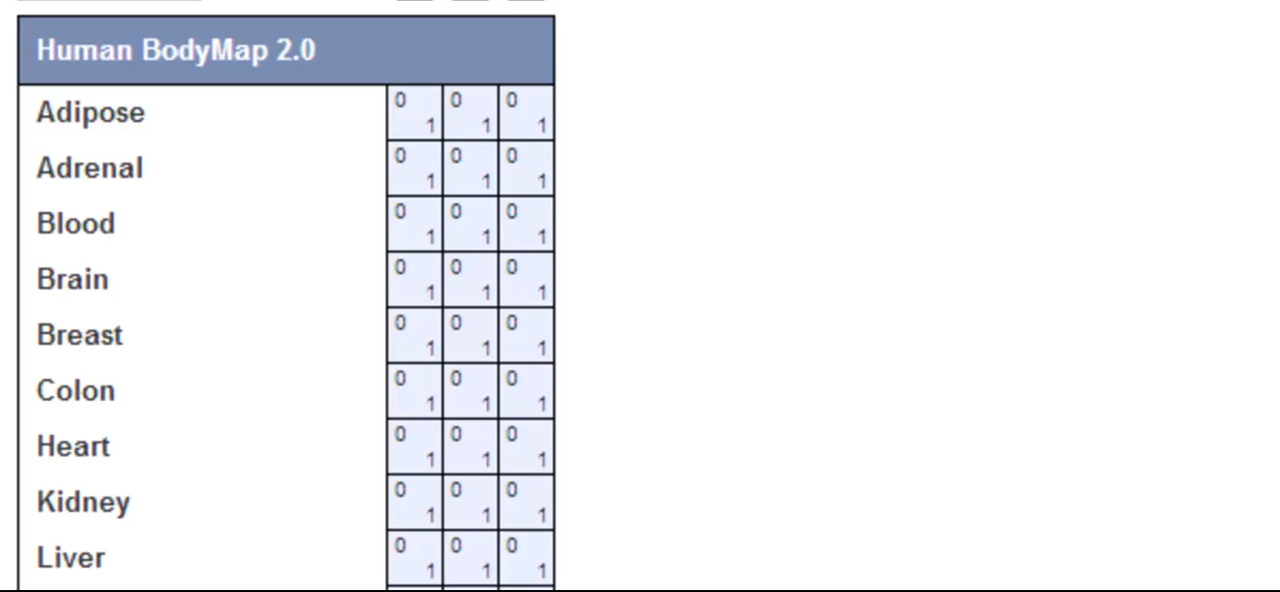 Human BodyMap 2.0
Adipose 0 1 0 1 0 1
Adrenal 0 1 0 1 0 1
Blood 0 1 0 1 0 1
Brain 0 1 0 1 0 1
Breast 0 1 0 1 0 1
Colon 0 1 0 1 0 1
Heart 0 1 0 1 0 1
Kidney 0 1 0 1 0 1
Liver 0 1 0 1 0 1